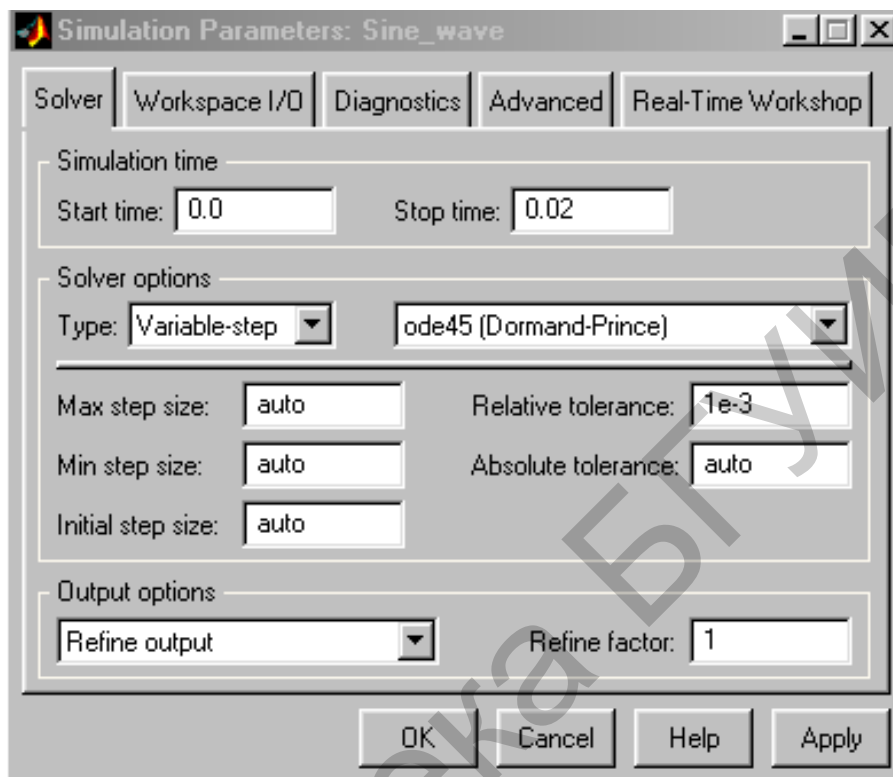 Simulation Parameters: Sine_wave
Solver Workspace I/O Diagnostics Advanced Real-Time Workshop
Simulation time
Start time: 0.0 Stop time: 0.02
Solver options
Type: Variable-step ode45 (Dormand-Prince)
Max step size: auto Relative tolerance: 1e-3
Min step size: auto Absolute tolerance: auto
Initial step size: auto
Output options
Refine output Refine factor: 1
OK Cancel Help Apply
ека БГУИ